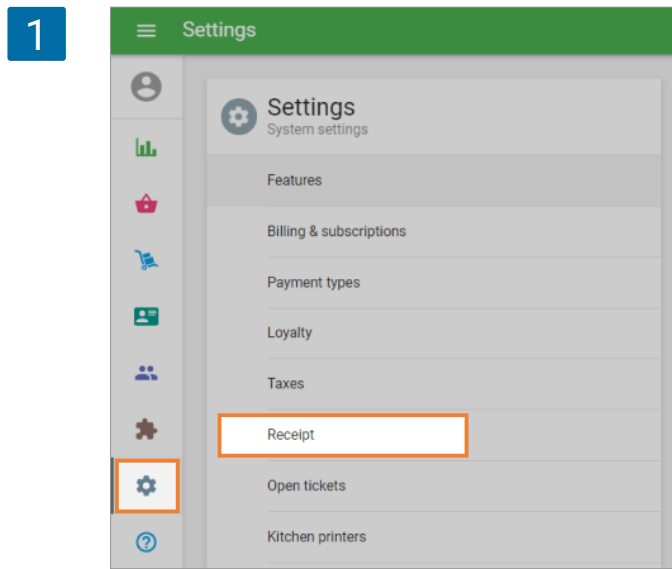 1
Settings
Settings
System settings
Features
Billing & subscriptions
Payment types
Loyalty
Taxes
Receipt
Open tickets
Kitchen printers